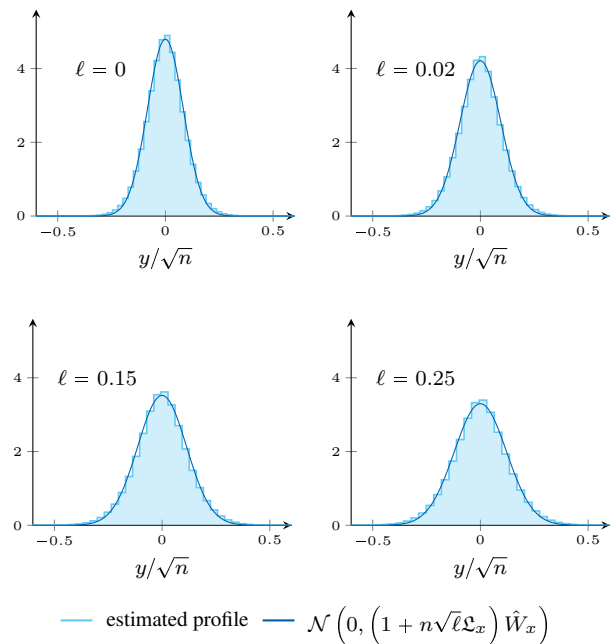 ℓ = 0
4
2
0
−0.5 0 0.5
y/√n
ℓ = 0.02
4
2
0
−0.5 0 0.5
y/√n
ℓ = 0.15
4
2
0
−0.5 0 0.5
y/√n
ℓ = 0.25
4
2
0
−0.5 0 0.5
y/√n
estimated profile
𝒩 (0, (1 + n√ℓ𝔏ₓ) Ŵₓ)